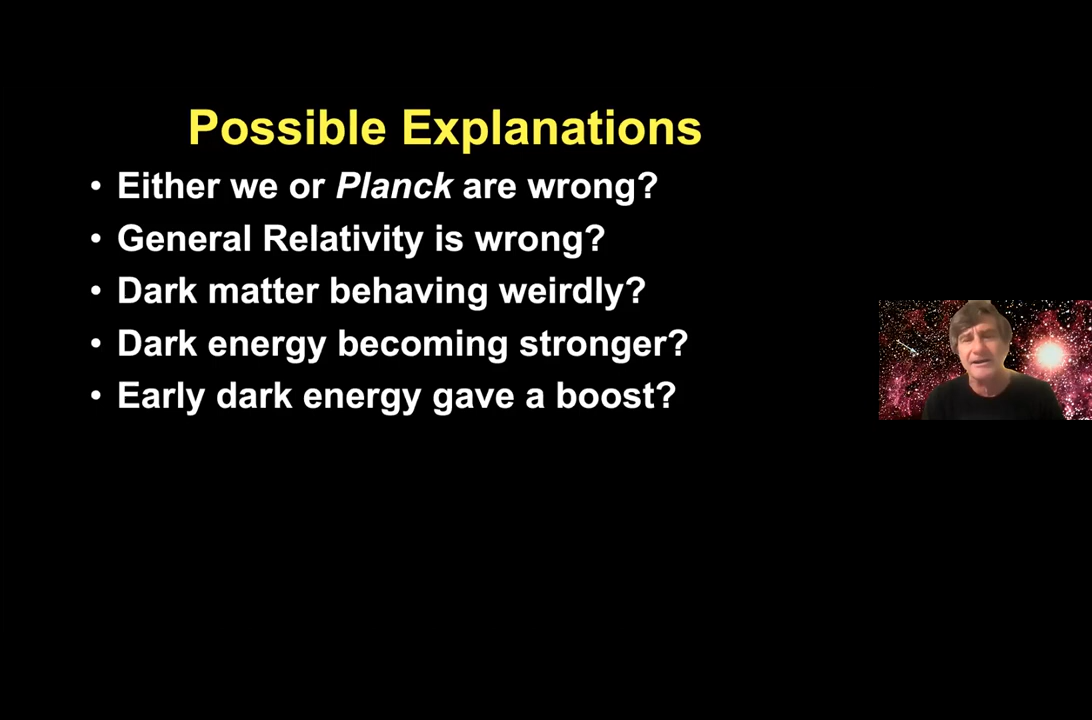 Possible Explanations
• Either we or Planck are wrong?
• General Relativity is wrong?
• Dark matter behaving weirdly?
• Dark energy becoming stronger?
• Early dark energy gave a boost?